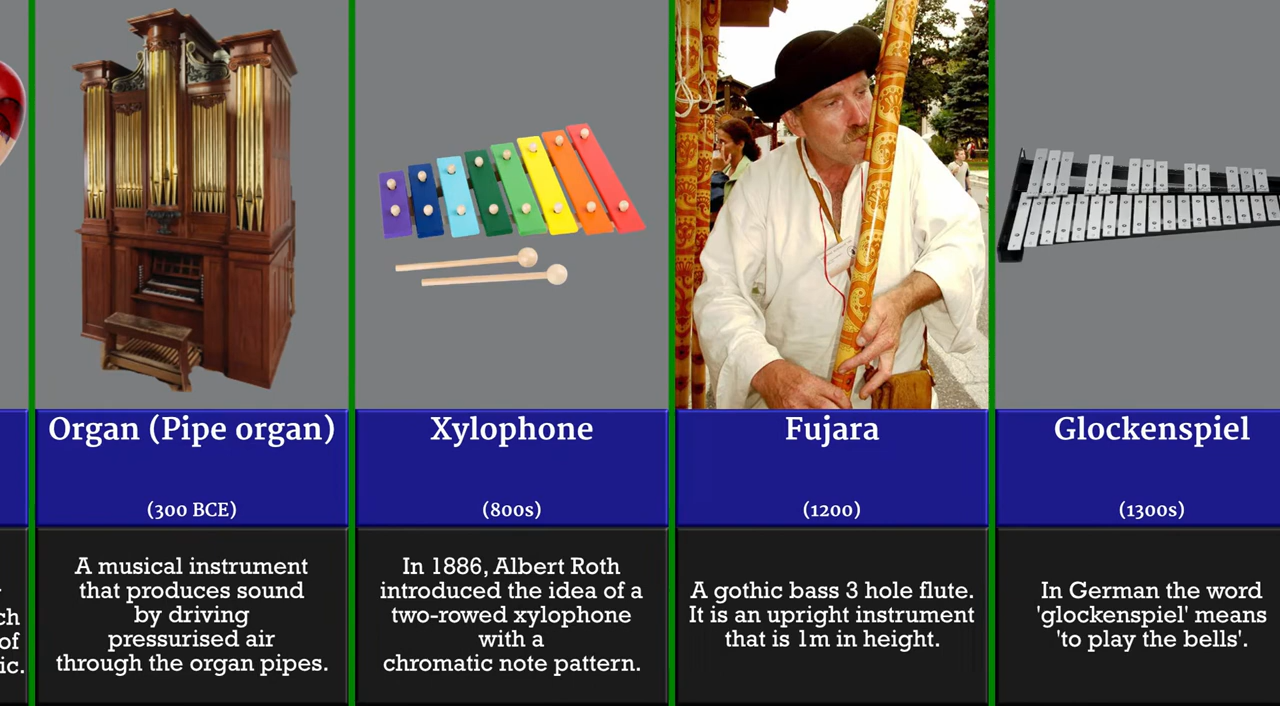 ch
of
ic.
Organ (Pipe organ)
(300 BCE)
A musical instrument
that produces sound
by driving
pressurised air
through the organ pipes.
Xylophone
(800s)
In 1886, Albert Roth
introduced the idea of a
two-rowed xylophone
with a
chromatic note pattern.
Fujara
(1200)
A gothic bass 3 hole flute.
It is an upright instrument
that is 1m in height.
Glockenspiel
(1300s)
In German the word
'glockenspiel' means
'to play the bells'.